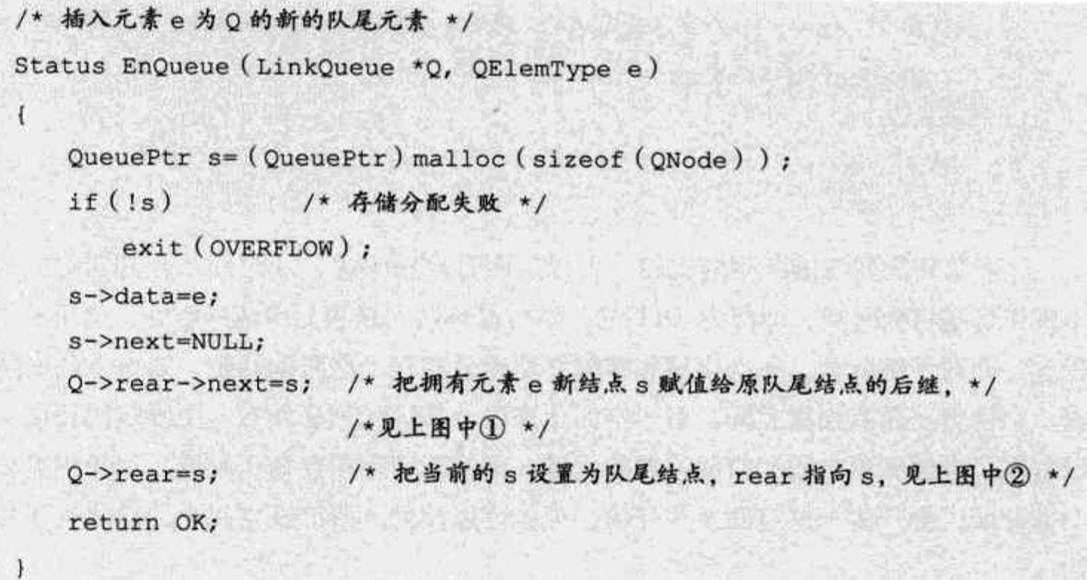 /* 插入元素 e 为 Q 的新的队尾元素 */
Status EnQueue(LinkQueue *Q, QElemType e)
{
QueuePtr s=(QueuePtr)malloc(sizeof(QNode));
if(!s) /* 存储分配失败 */
exit(OVERFLOW);
s->data=e;
s->next=NULL;
Q->rear->next=s; /* 把拥有元素 e 新结点 s 赋值给原队尾结点的后继, */
/*见上图中① */
Q->rear=s; /* 把当前的 s 设置为队尾结点, rear 指向 s, 见上图中② */
return OK;
}